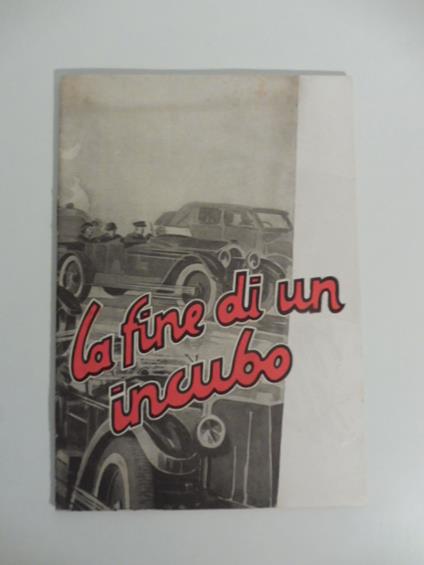 la fine di un
incubo